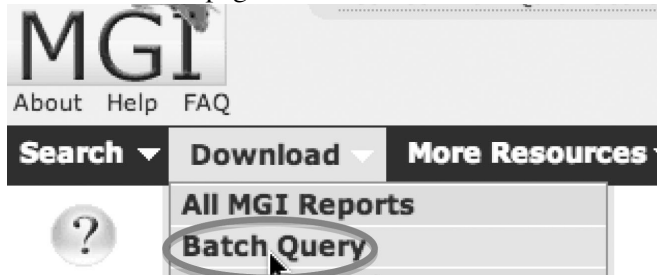 MGI
About Help FAQ
Search Download More Resources
?
All MGI Reports
Batch Query